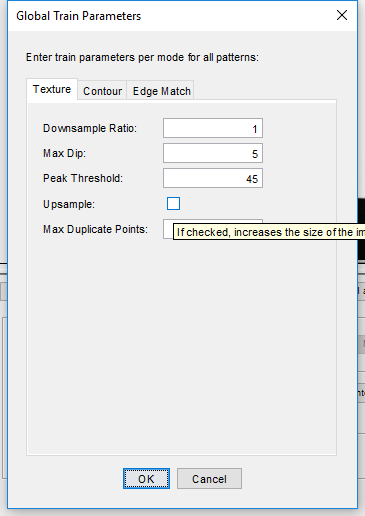 Global Train Parameters
Enter train parameters per mode for all patterns:
Texture Contour Edge Match
Downsample Ratio: 1
Max Dip: 5
Peak Threshold: 45
Upsample:
Max Duplicate Points:
If checked, increases the size of the im
OK Cancel